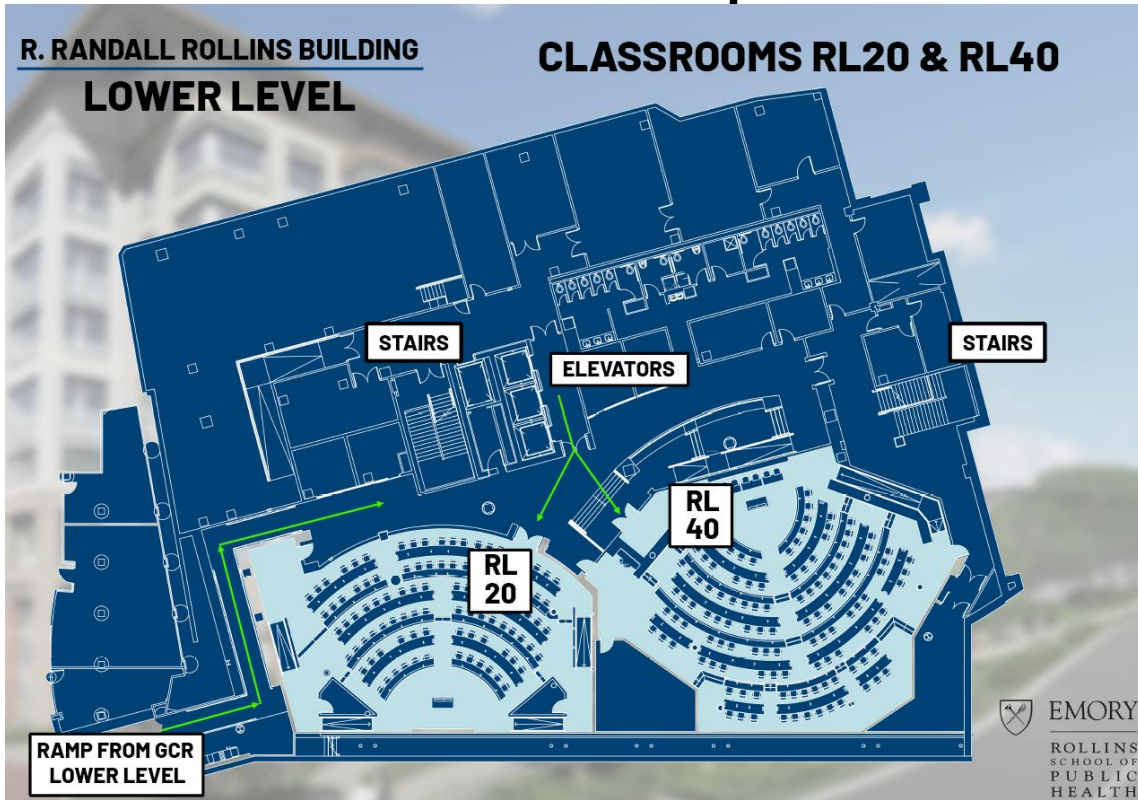 R. RANDALL ROLLINS BUILDING
LOWER LEVEL
CLASSROOMS RL20 & RL40
STAIRS
ELEVATORS
STAIRS
RL
40
RL
20
RAMP FROM GCR
LOWER LEVEL
EMORY
ROLLINS
SCHOOL OF
PUBLIC
HEALTH